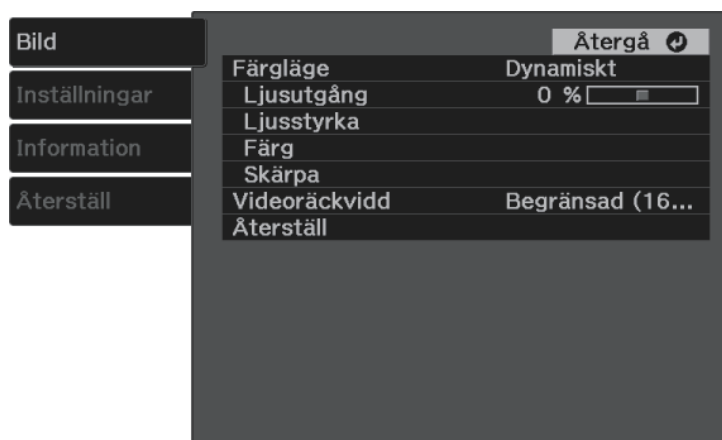 Bild
Inställningar
Information
Återställ
Återgå
Färgläge Dynamiskt
Ljusutgång 0 %
Ljusstyrka
Färg
Skärpa
Videoräckvidd Begränsad (16...
Återställ